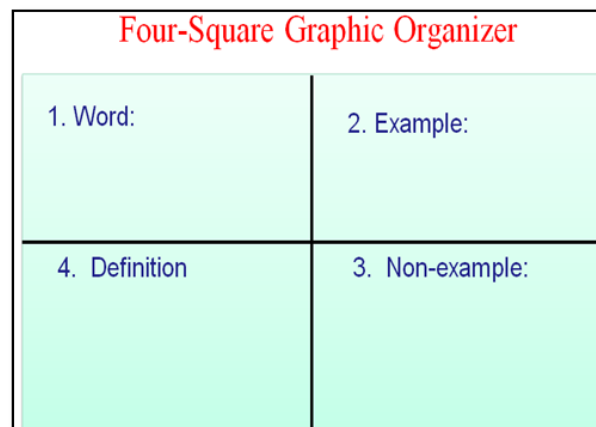 Four-Square Graphic Organizer
1. Word:
2. Example:
4. Definition
3. Non-example: